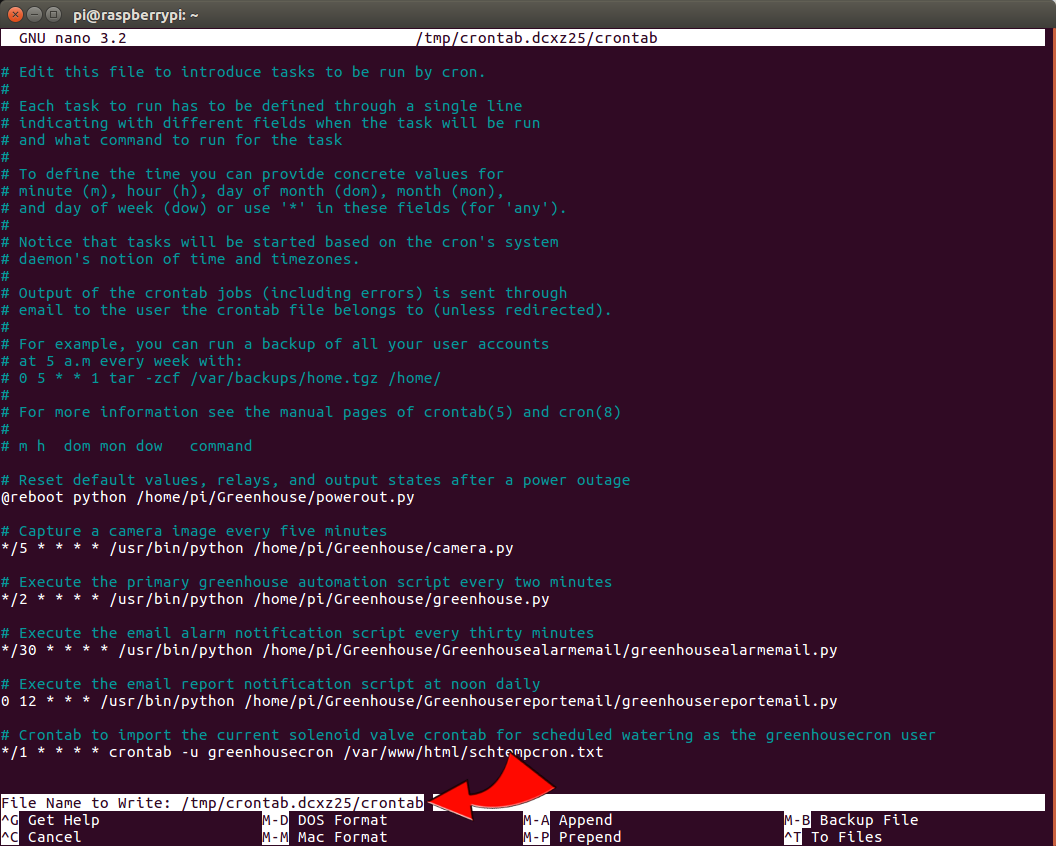 pi@raspberrypi: ~
GNU nano 3.2 /tmp/crontab.dcxz25/crontab
# Edit this file to introduce tasks to be run by cron.
#
# Each task to run has to be defined through a single line
# indicating with different fields when the task will be run
# and what command to run for the task
#
# To define the time you can provide concrete values for
# minute (m), hour (h), day of month (dom), month (mon),
# and day of week (dow) or use '*' in these fields (for 'any').
#
# Notice that tasks will be started based on the cron's system
# daemon's notion of time and timezones.
#
# Output of the crontab jobs (including errors) is sent through
# email to the user the crontab file belongs to (unless redirected).
#
# For example, you can run a backup of all your user accounts
# at 5 a.m every week with:
# 0 5 * * 1 tar -zcf /var/backups/home.tgz /home/
#
# For more information see the manual pages of crontab(5) and cron(8)
#
# m h  dom mon dow   command
# Reset default values, relays, and output states after a power outage
@reboot python /home/pi/Greenhouse/powerout.py
# Capture a camera image every five minutes
*/5 * * * * /usr/bin/python /home/pi/Greenhouse/camera.py
# Execute the primary greenhouse automation script every two minutes
*/2 * * * * /usr/bin/python /home/pi/Greenhouse/greenhouse.py
# Execute the email alarm notification script every thirty minutes
*/30 * * * * /usr/bin/python /home/pi/Greenhouse/Greenhousealarmemail/greenhousealarmemail.py
# Execute the email report notification script at noon daily
0 12 * * * /usr/bin/python /home/pi/Greenhouse/Greenhousereportemail/greenhousereportemail.py
# Crontab to import the current solenoid valve crontab for scheduled watering as the greenhousecron user
*/1 * * * * crontab -u greenhousecron /var/www/html/schtempcron.txt
File Name to Write: /tmp/crontab.dcxz25/crontab
^G Get Help M-D DOS Format M-A Append M-B Backup File
^C Cancel M-M Mac Format M-P Prepend ^T To Files